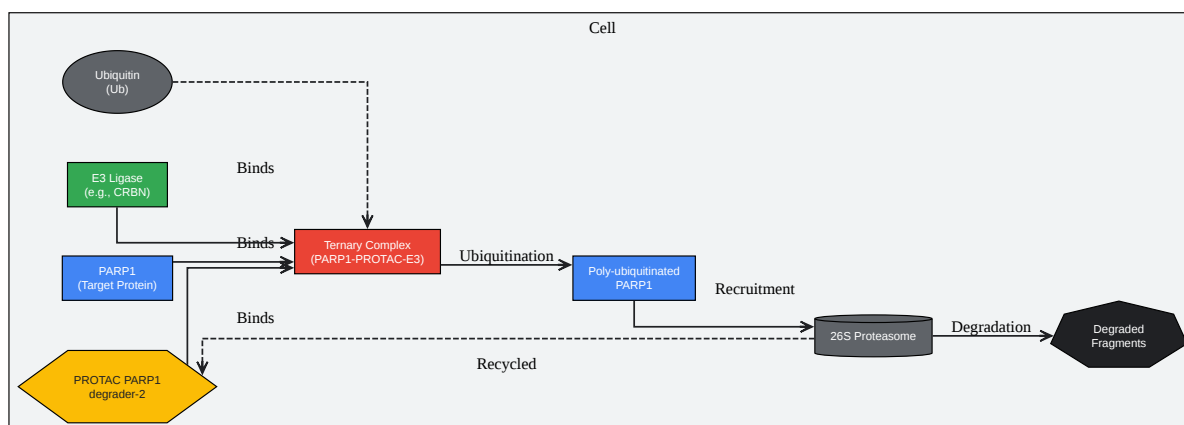 Cell
Ubiquitin
(Ub)
Binds
E3 Ligase
(e.g., CRBN)
Binds
Ternary Complex
(PARP1-PROTAC-E3)
Ubiquitination
PARP1
(Target Protein)
Poly-ubiquitinated
PARP1
Recruitment
Binds
26S Proteasome
Degradation
Degraded
Fragments
Recycled
PROTAC PARP1
degrader-2